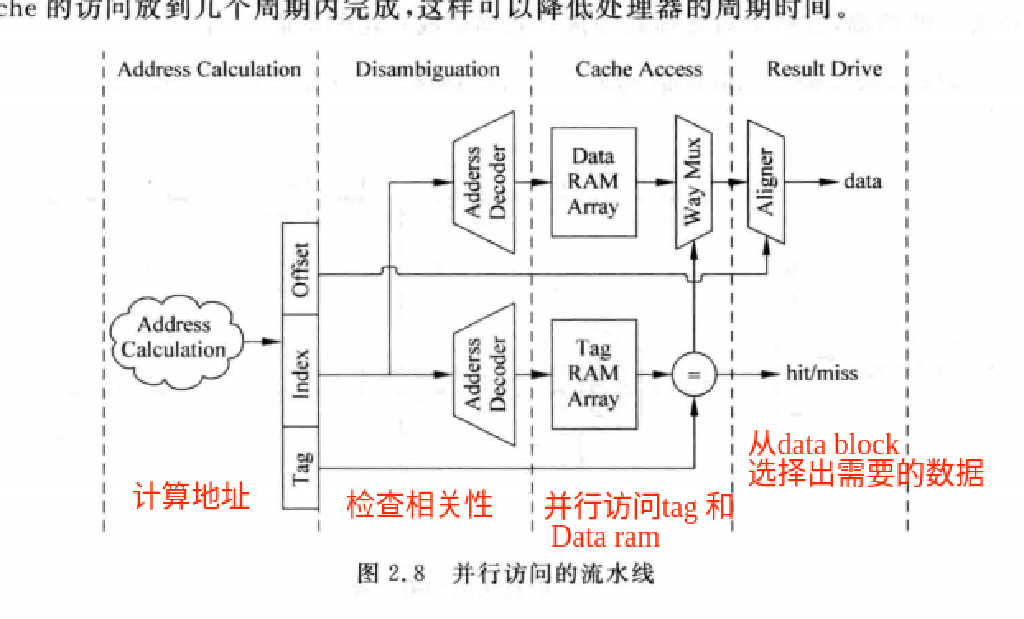 che 的访问放到几个周期内完成,这样可以降低处理器的周期时间。
Address Calculation
Disambiguation
Cache Access
Result Drive
Adderss
Decoder
Data
RAM
Array
Way Mux
Aligner
data
Offset
Address
Calculation
Index
Adderss
Decoder
Tag
RAM
Array
=
hit/miss
Tag
计算地址
检查相关性
并行访问tag 和
Data ram
从data block
选择出需要的数据
图 2.8 并行访问的流水线